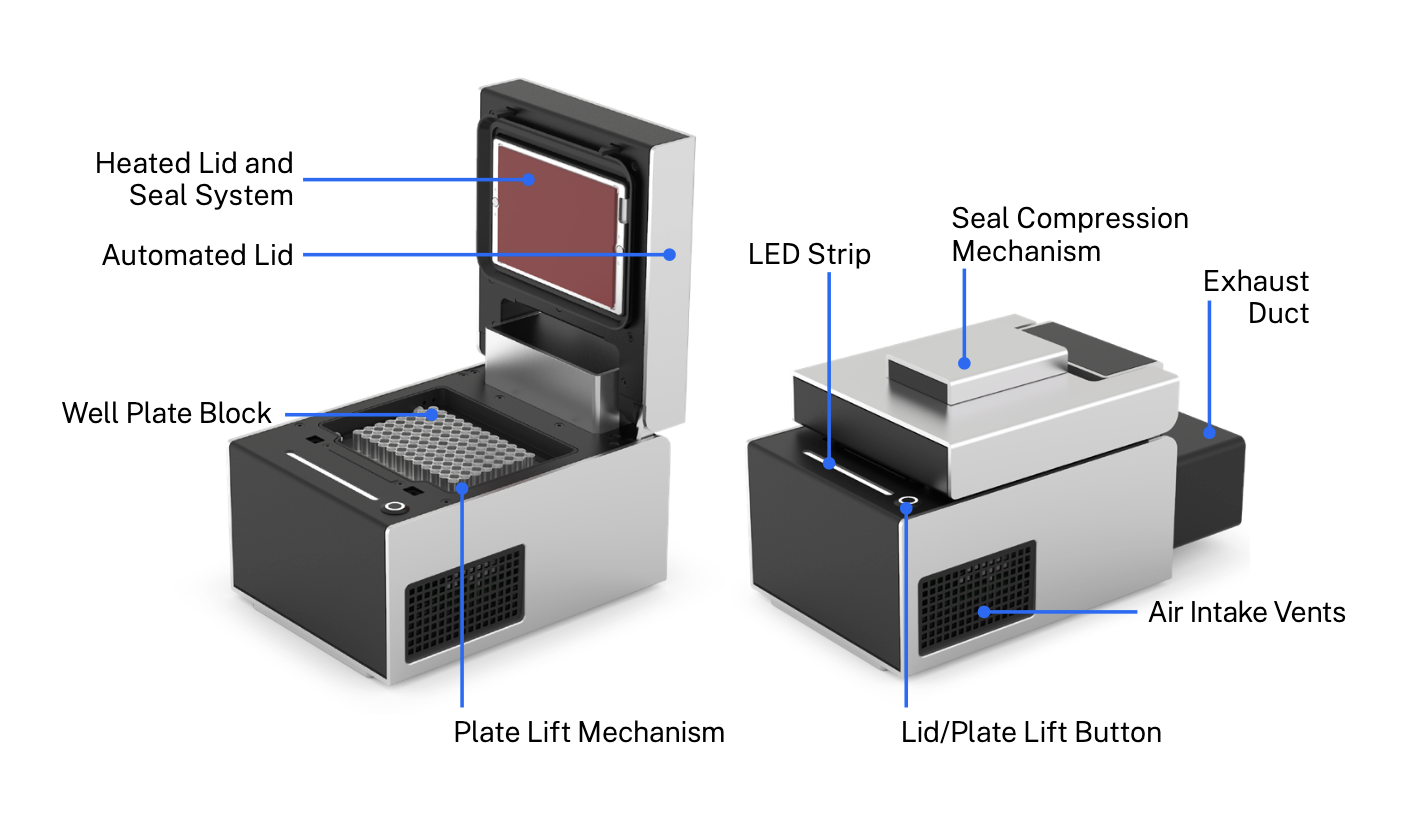 Heated Lid and
Seal System
Automated Lid
Well Plate Block
Plate Lift Mechanism
LED Strip
Seal Compression
Mechanism
Exhaust
Duct
Air Intake Vents
Lid/Plate Lift Button